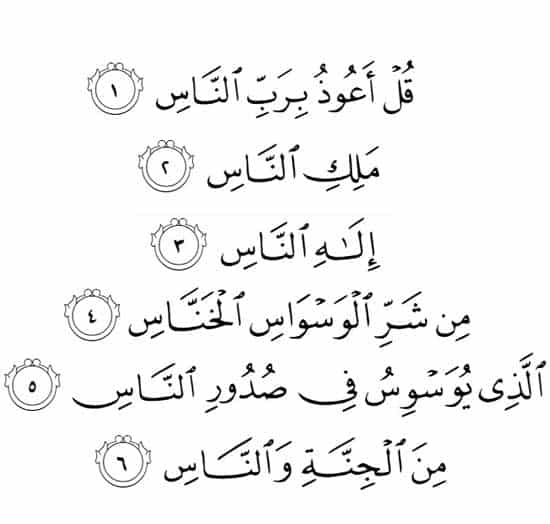 قُلْ أَعُوذُ بِرَبِّ ٱلنَّاسِ ١
مَلِكِ ٱلنَّاسِ ٢
إِلَـٰهِ ٱلنَّاسِ ٣
مِن شَرِّ ٱلْوَسْوَاسِ ٱلْخَنَّاسِ ٤
ٱلَّذِى يُوَسْوِسُ فِى صُدُورِ ٱلنَّاسِ ٥
مِنَ ٱلْجِنَّةِ وَٱلنَّاسِ ٦